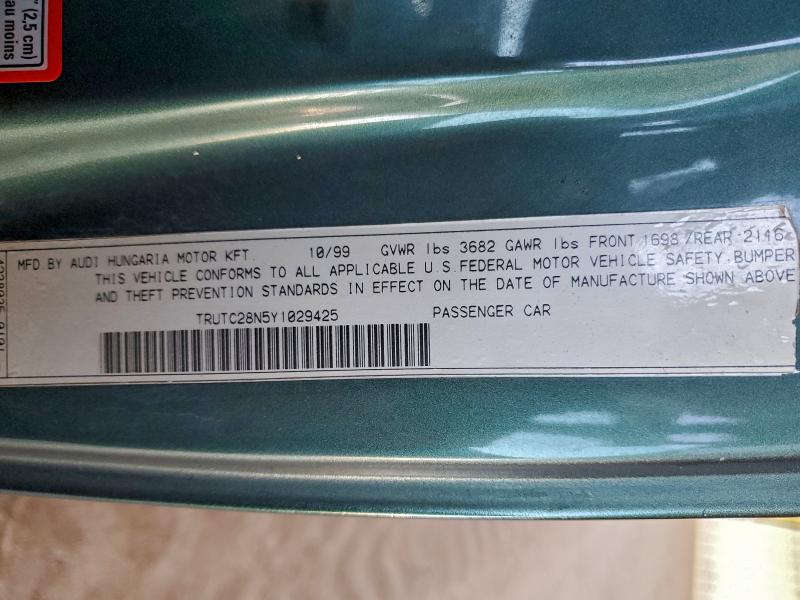 " (2,5 cm)
au moins
MFD.BY AUDI HUNGARIA MOTOR KFT. 10/99 GVWR lbs 3682 GAWR lbs FRONT 1698 /REAR 2116
THIS VEHICLE CONFORMS TO ALL APPLICABLE U.S.FEDERAL MOTOR VEHICLE SAFETY,BUMPER
AND THEFT PREVENTION STANDARDS IN EFFECT ON THE DATE OF MANUFACTURE SHOWN ABOVE
TRUTC28N5Y1029425 PASSENGER CAR